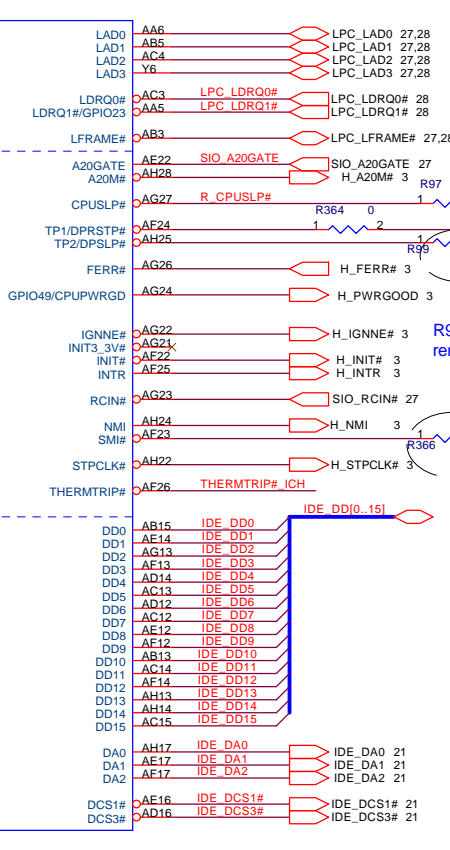 LAD0 AA6 LPC_LAD0 27,28
LAD1 AB5 LPC_LAD1 27,28
LAD2 AC4 LPC_LAD2 27,28
LAD3 Y6 LPC_LAD3 27,28
LDRQ0# AC3 LPC_LDRQ0# LPC_LDRQ0# 28
LDRQ1#/GPIO23 AA5 LPC_LDRQ1# LPC_LDRQ1# 28
LFRAME# AB3 LPC_LFRAME# 27,28
A20GATE AE22 SIO_A20GATE SIO_A20GATE 27
A20M# AH28 H_A20M# 3
R97
CPUSLP# AG27 R_CPUSLP# 1
R364 0
TP1/DPRSTP# AF24 1 2
TP2/DPSLP# AH25 1
R99
FERR# AG26 H_FERR# 3
GPIO49/CPUPWRGD AG24 H_PWRGOOD 3
IGNNE# AG22 H_IGNNE# 3
INIT3_3V# AG21
INIT# AF22 H_INIT# 3
INTR AF25 H_INTR 3
RCIN# AG23 SIO_RCIN# 27
NMI AH24 H_NMI 3
SMI# AF23 1
R366
STPCLK# AH22 H_STPCLK# 3
THERMTRIP# AF26 THERMTRIP#_ICH
IDE_DD[0..15]
DD0 AB15 IDE_DD0
DD1 AE14 IDE_DD1
DD2 AG13 IDE_DD2
DD3 AF13 IDE_DD3
DD4 AD14 IDE_DD4
DD5 AC13 IDE_DD5
DD6 AD12 IDE_DD6
DD7 AC12 IDE_DD7
DD8 AE12 IDE_DD8
DD9 AF12 IDE_DD9
DD10 AB13 IDE_DD10
DD11 AC14 IDE_DD11
DD12 AF14 IDE_DD12
DD13 AH13 IDE_DD13
DD14 AH14 IDE_DD14
DD15 AC15 IDE_DD15
DA0 AH17 IDE_DA0 IDE_DA0 21
DA1 AE17 IDE_DA1 IDE_DA1 21
DA2 AF17 IDE_DA2 IDE_DA2 21
DCS1# AE16 IDE_DCS1# IDE_DCS1# 21
DCS3# AD16 IDE_DCS3# IDE_DCS3# 21